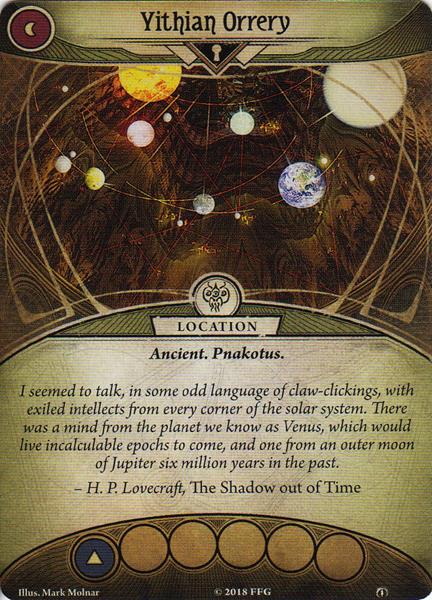 Yithian Orrery
LOCATION
Ancient. Pnakotus.
I seemed to talk, in some odd language of claw-clickings, with
exiled intellects from every corner of the solar system. There
was a mind from the planet we know as Venus, which would
live incalculable epochs to come, and one from an outer moon
of Jupiter six million years in the past.
– H. P. Lovecraft, The Shadow out of Time
Illus. Mark Molnar
© 2018 FFG